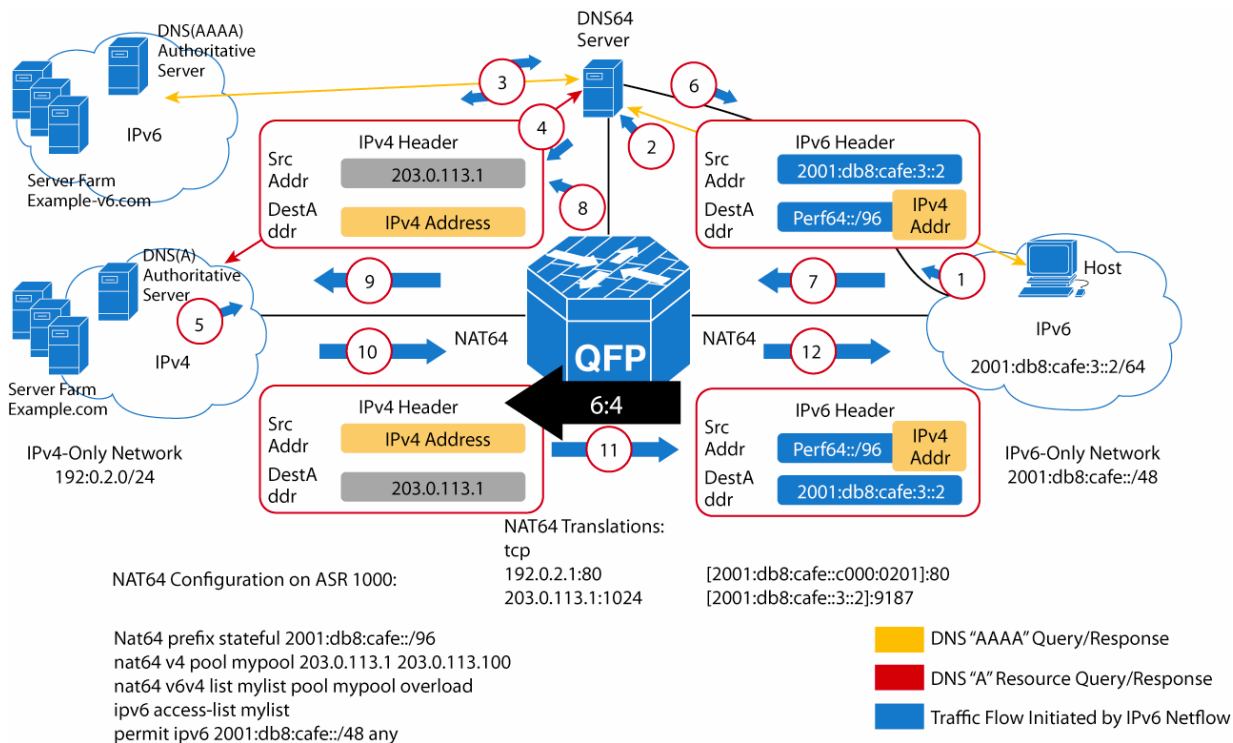 DNS64
Server
DNS(AAAA)
Authoritative
Server
IPv6
Server Farm
Example-v6.com
3
6
4
2
IPv4 Header
Src
Addr
203.0.113.1
DestA
ddr
IPv4 Address
8
IPv6 Header
Src
Addr
2001:db8:cafe:3::2
DestA
ddr
Perf64::/96
IPv4
Addr
DNS(A)
Authoritative
Server
5
IPv4
Server Farm
Example.com
IPv4-Only Network
192:0.2.0/24
9
7
1
Host
IPv6
2001:db8:cafe:3::2/64
10
NAT64
QFP
NAT64
12
6:4
IPv4 Header
Src
Addr
IPv4 Address
DestA
ddr
203.0.113.1
11
IPv6 Header
Src
Addr
Perf64::/96
IPv4
Addr
DestA
ddr
2001:db8:cafe:3::2
IPv6-Only Network
2001:db8:cafe::/48
NAT64 Translations:
tcp
192.0.2.1:80 [2001:db8:cafe::c000:0201]:80
203.0.113.1:1024 [2001:db8:cafe::3::2]:9187
NAT64 Configuration on ASR 1000:
Nat64 prefix stateful 2001:db8:cafe::/96
nat64 v4 pool mypool 203.0.113.1 203.0.113.100
nat64 v6v4 list mylist pool mypool overload
ipv6 access-list mylist
permit ipv6 2001:db8:cafe::/48 any
DNS “AAAA” Query/Response
DNS “A” Resource Query/Response
Traffic Flow Initiated by IPv6 Netflow